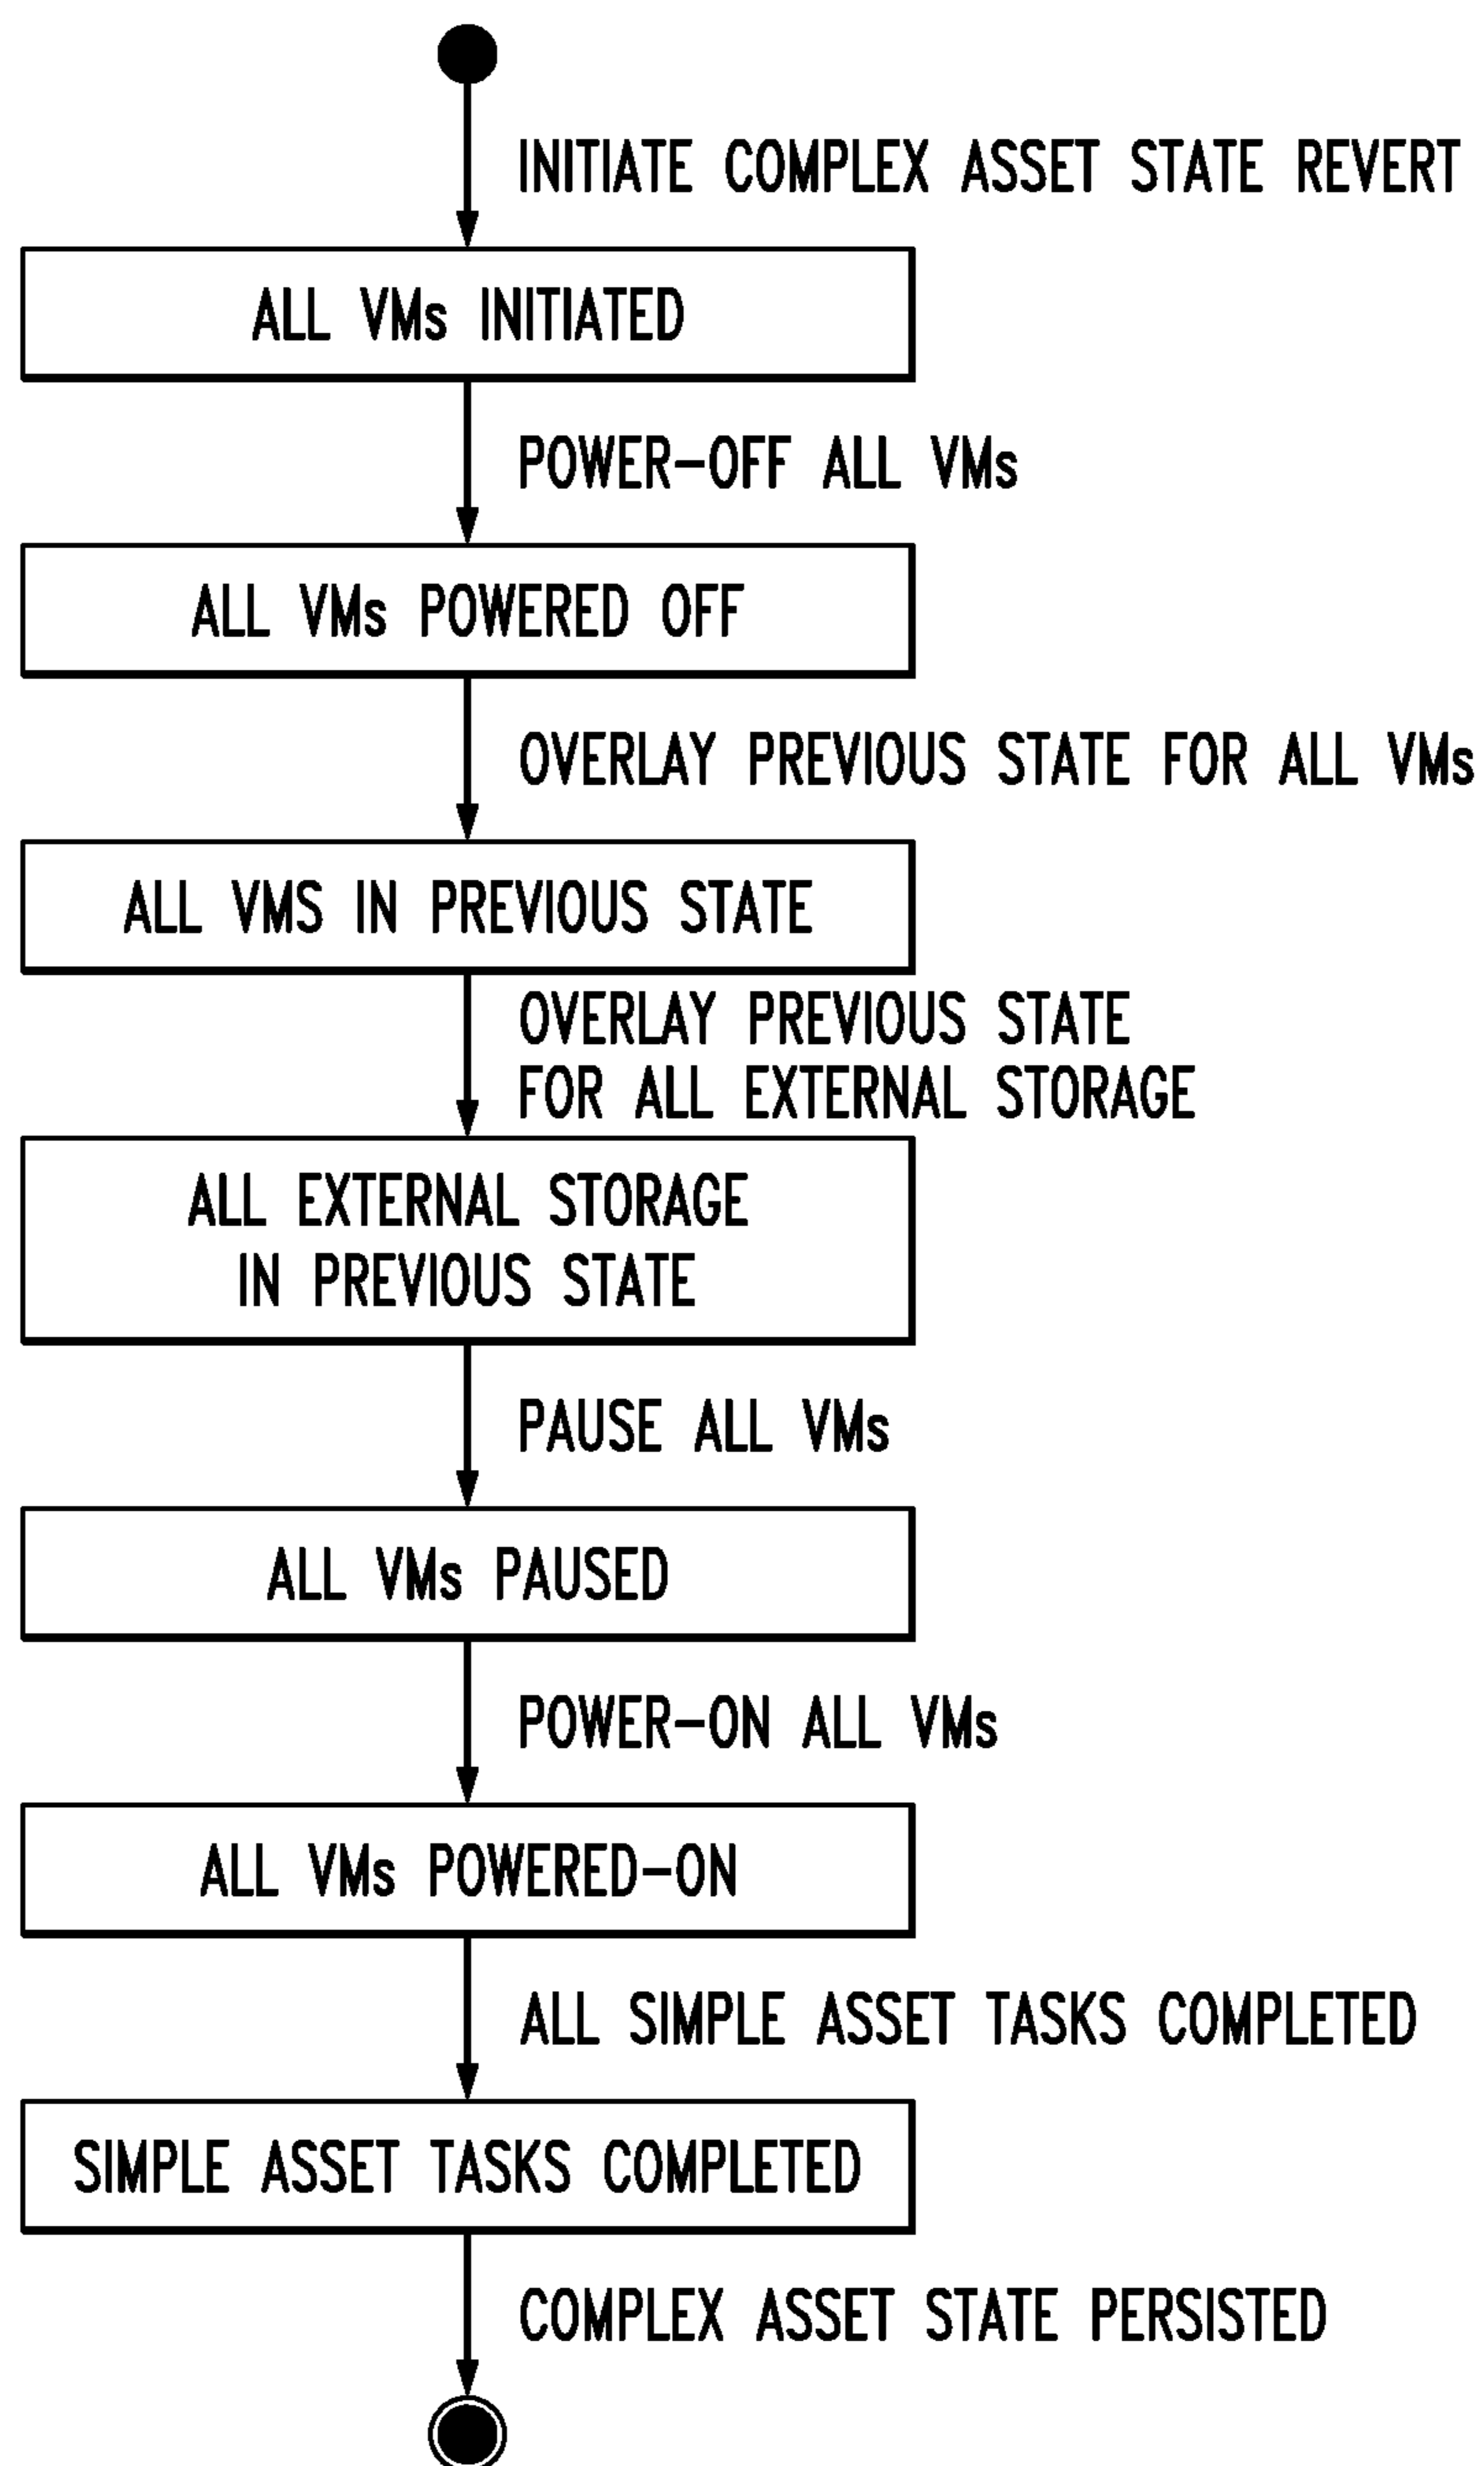 INITIATE COMPLEX ASSET STATE REVERT
ALL VMs INITIATED
POWER-OFF ALL VMs
ALL VMs POWERED OFF
OVERLAY PREVIOUS STATE FOR ALL VMs
ALL VMS IN PREVIOUS STATE
OVERLAY PREVIOUS STATE
FOR ALL EXTERNAL STORAGE
ALL EXTERNAL STORAGE
IN PREVIOUS STATE
PAUSE ALL VMs
ALL VMs PAUSED
POWER-ON ALL VMs
ALL VMs POWERED-ON
ALL SIMPLE ASSET TASKS COMPLETED
SIMPLE ASSET TASKS COMPLETED
COMPLEX ASSET STATE PERSISTED